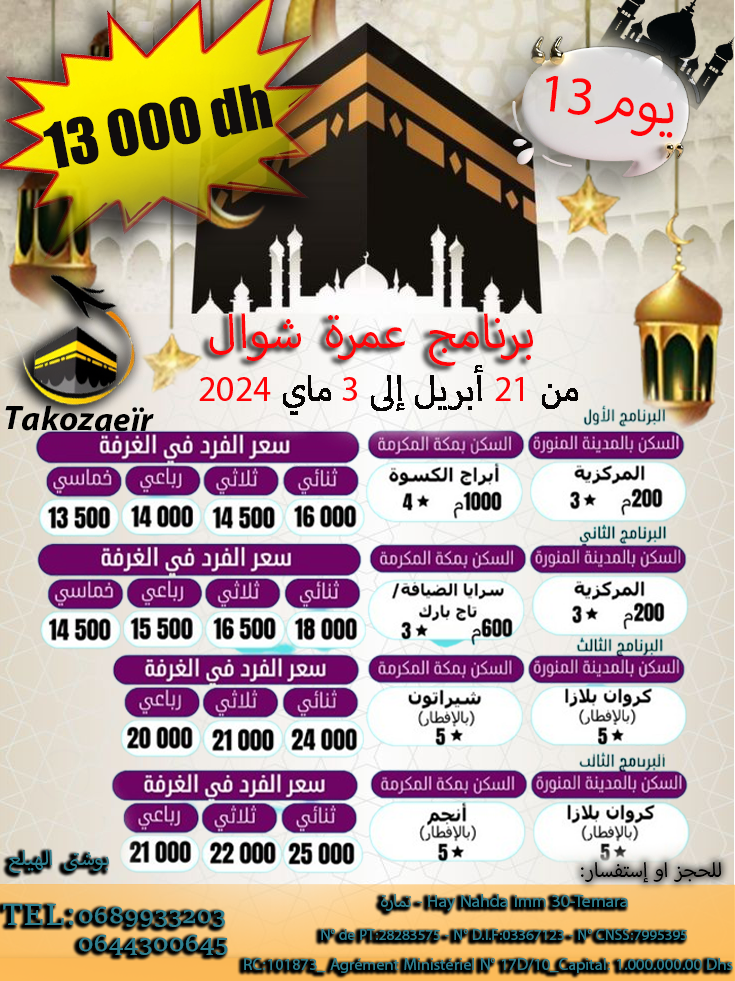 13 000 dh
13 يوم
برنامج عمرة شوال
من 21 أبريل إلى 3 ماي 2024
Takozaeïr
البرنامج الأول
السكن بالمدينة المنورة
السكن بمكة المكرمة
سعر الفرد في الغرفة
المركزية
200م 3 ★
أبراج الكسوة
1000م 4 ★
ثنائي ثلاثي رباعي خماسي
16 000 14 500 14 000 13 500
البرنامج الثاني
السكن بالمدينة المنورة
السكن بمكة المكرمة
سعر الفرد في الغرفة
المركزية
200م 3 ★
سرايا الضيافة/
تاج بارك
600م 3 ★
ثنائي ثلاثي رباعي خماسي
18 000 16 500 15 500 14 500
البرنامج الثالث
السكن بالمدينة المنورة
السكن بمكة المكرمة
سعر الفرد في الغرفة
كروان بلازا
(بالإفطار)
5 ★
شيراتون
(بالإفطار)
5 ★
ثنائي ثلاثي رباعي
24 000 21 000 20 000
البرنامج الثالث
السكن بالمدينة المنورة
السكن بمكة المكرمة
سعر الفرد في الغرفة
كروان بلازا
(بالإفطار)
5 ★
أنجم
(بالإفطار)
5 ★
ثنائي ثلاثي رباعي
25 000 22 000 21 000
للحجز او إستفسار:
بوشتى الهيلع
TEL:0689933203
0644300645
تمارة - Hay Nahda Imm 30-Temara
N° de PT:28283575 - N° D.I.F:03367123 - N° CNSS:7995395
RC:101873_ Agrément Ministériel N° 17D/10_Capital: 1.000.000.00 Dhs